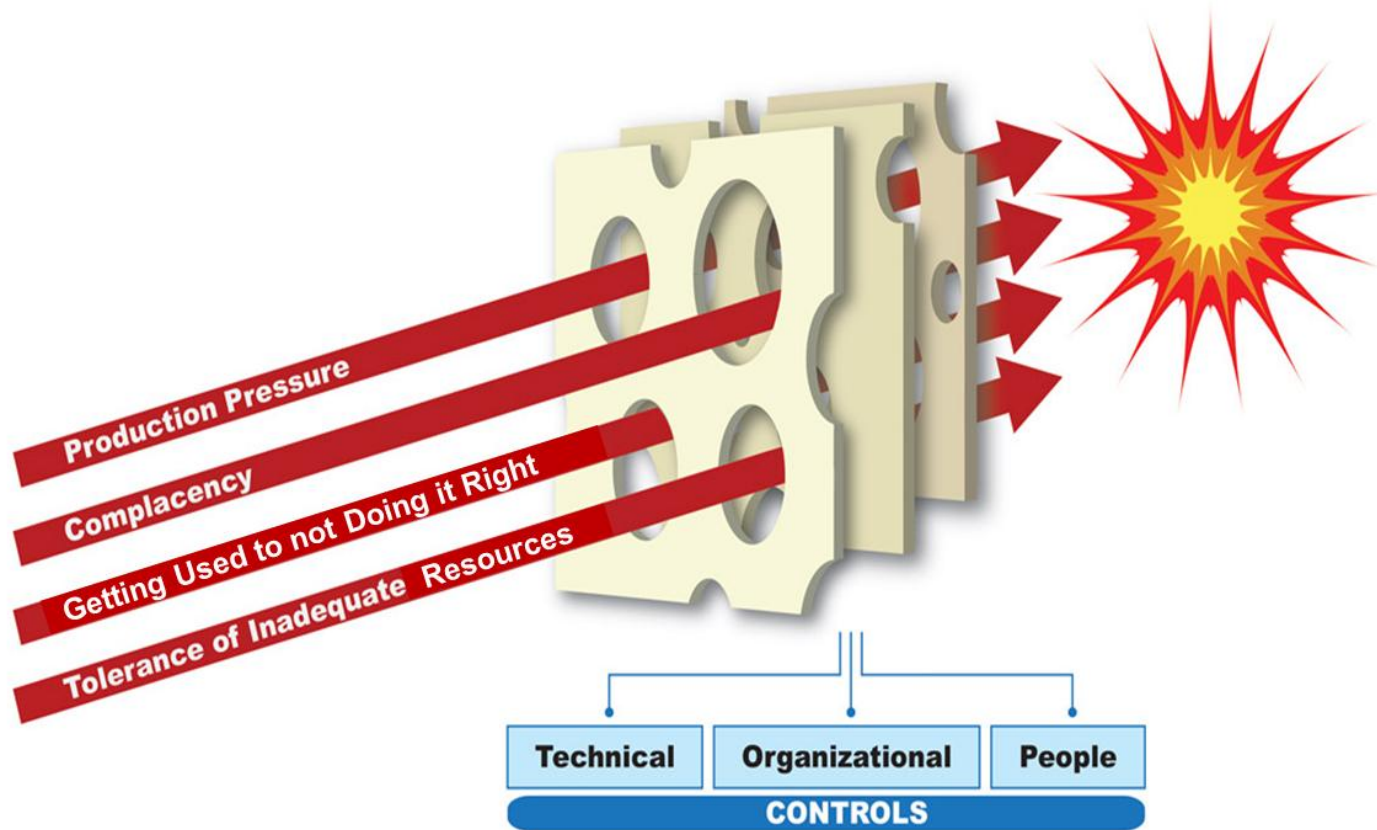 Production Pressure
Complacency
Getting Used to not Doing it Right
Tolerance of Inadequate Resources
Technical
Organizational
People
CONTROLS